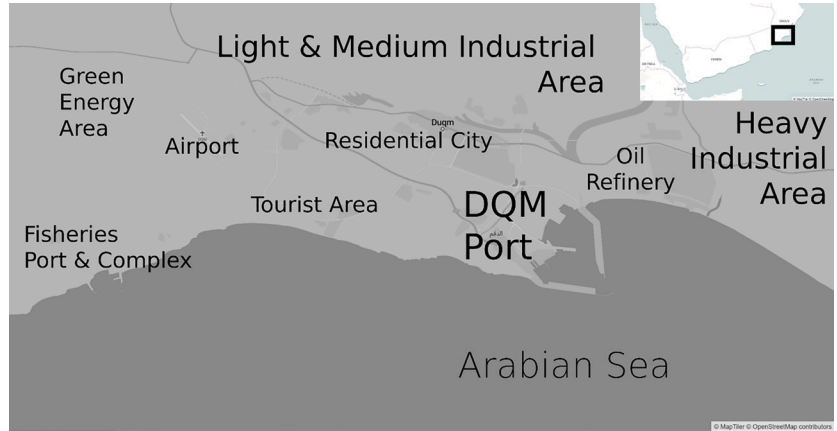 Light & Medium Industrial
Area
Green
Energy
Area
Airport
Duqm
Residential City
Heavy
Industrial
Area
Oil
Refinery
Tourist Area
DQM
Port
الدقم
Fisheries
Port & Complex
Arabian Sea
© MapTiler © OpenStreetMap contributors